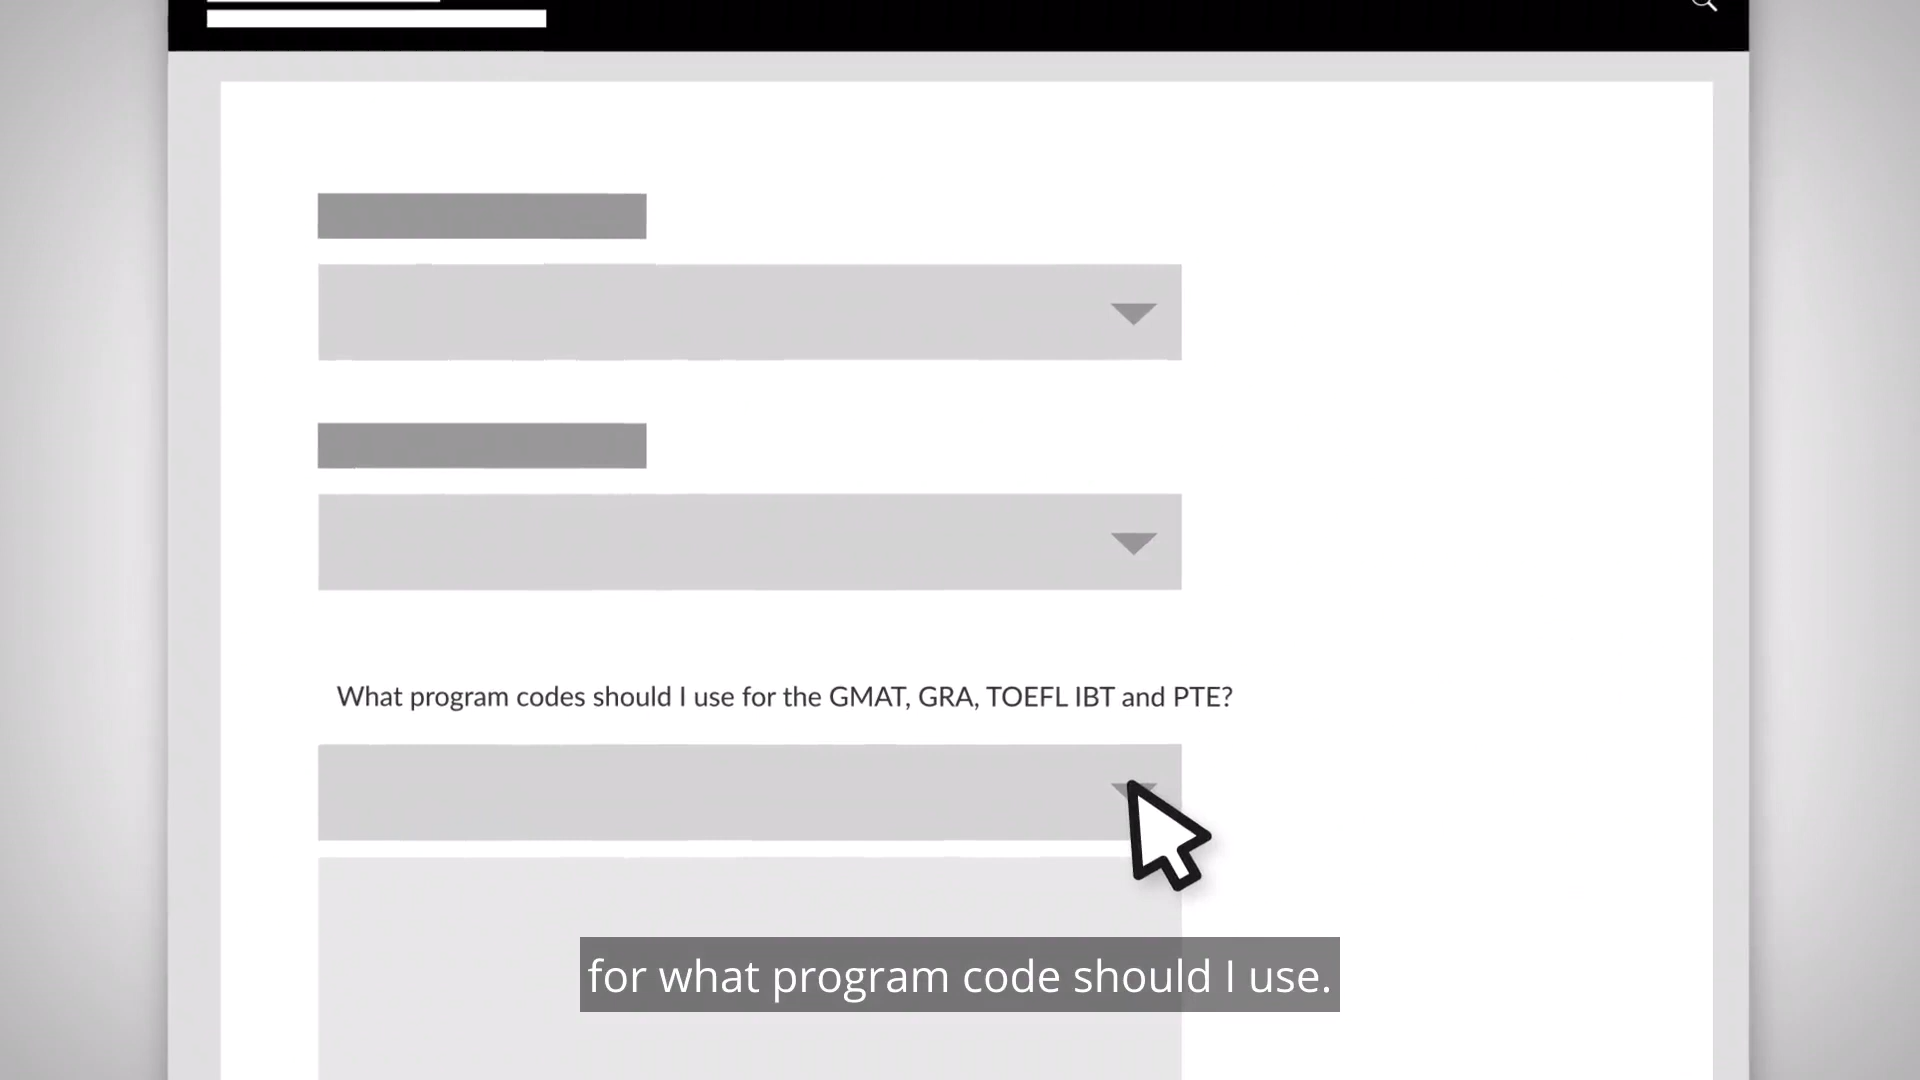 What program codes should I use for the GMAT, GRA, TOEFL IBT and PTE?
for what program code should I use.